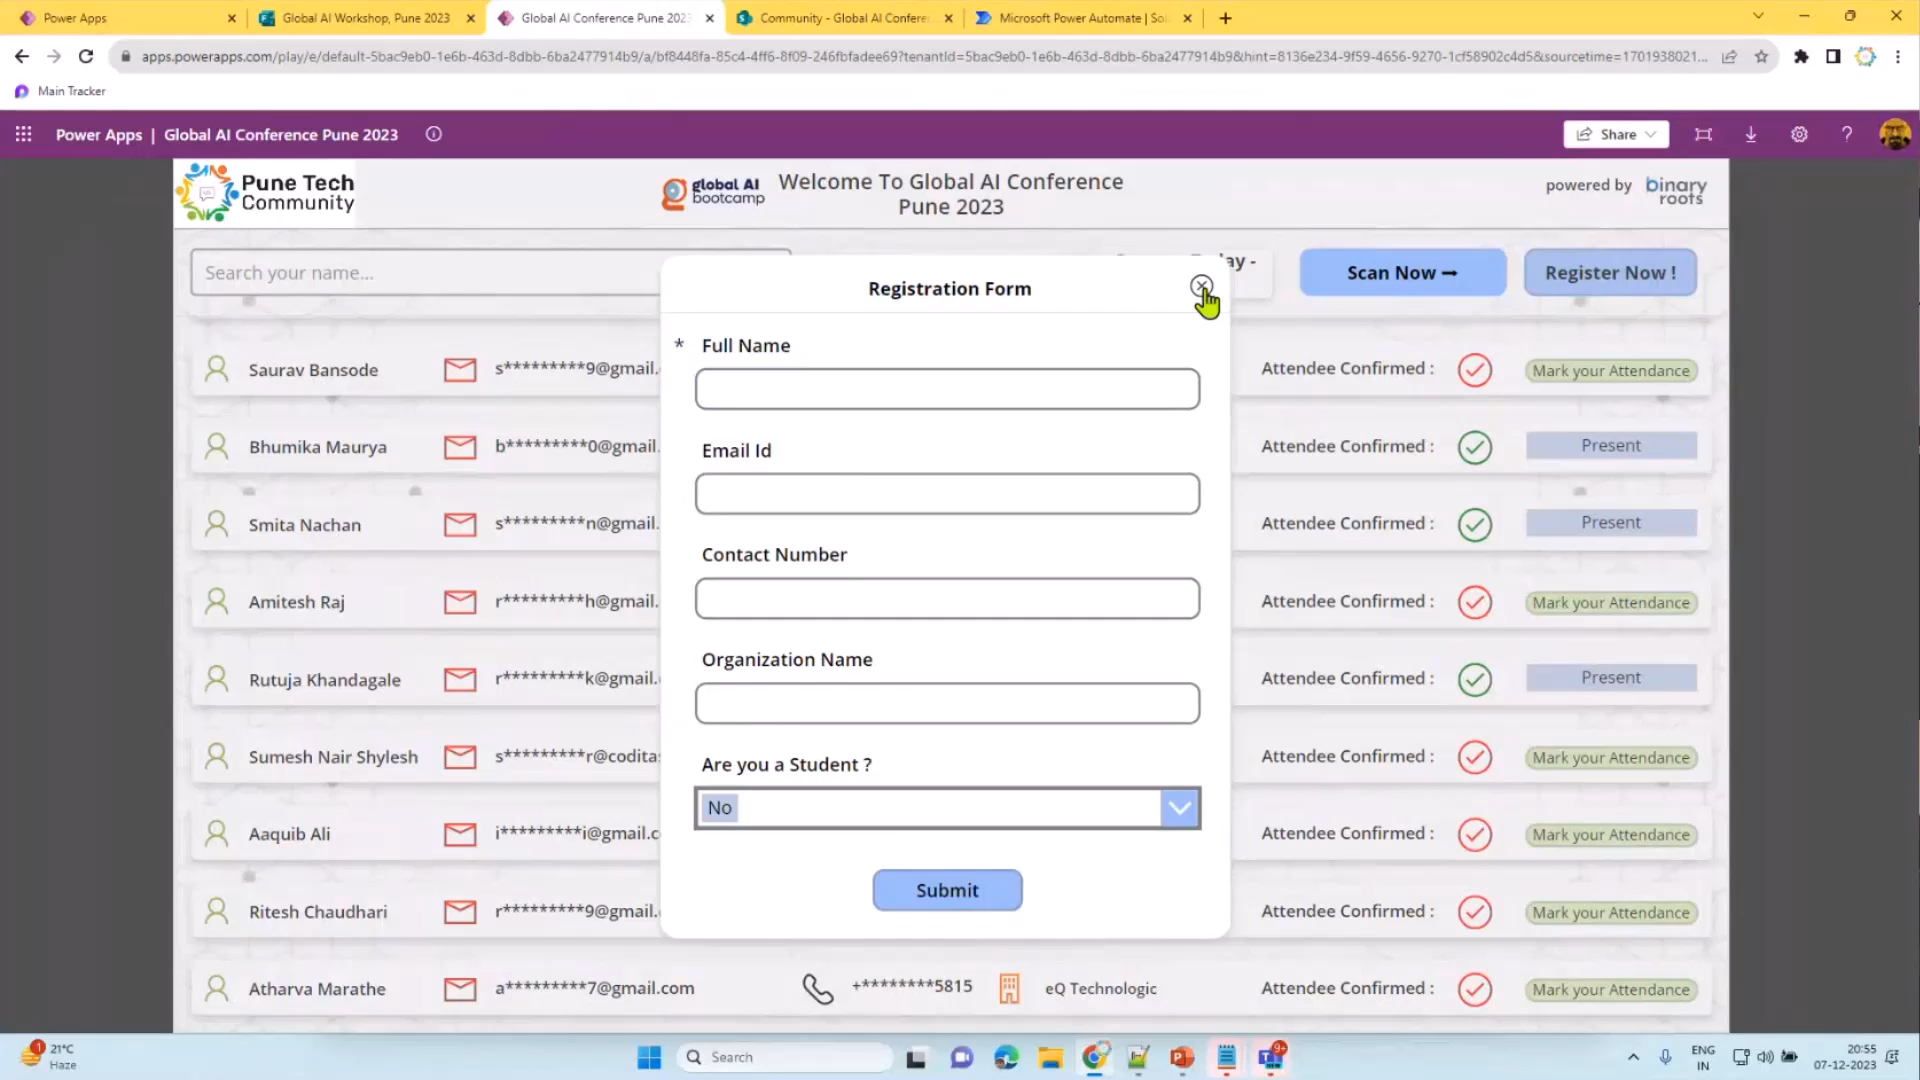 Power Apps
Global AI Workshop, Pune 2023
Global AI Conference Pune 202
Community - Global AI Conferen
Microsoft Power Automate | Sol
apps.powerapps.com/play/e/default-5bac9eb0-1e6b-463d-8dbb-6ba2477914b9/a/bf8448fa-85c4-4ff6-8f09-246fbfadee69?tenantId=5bac9eb0-1e6b-463d-8dbb-6ba2477914b9&hint=8136e234-9f59-4656-9270-1cf58902c4d5&sourcetime=1701938021...
Main Tracker
Power Apps | Global AI Conference Pune 2023
Share
Pune Tech
Community
global AI
bootcamp
Welcome To Global AI Conference
Pune 2023
powered by
binary
roots
Search your name...
ay -
Scan Now
Register Now !
Registration Form
* Full Name
Email Id
Contact Number
Organization Name
Are you a Student ?
No
Submit
Saurav Bansode s*********9@gmail. Attendee Confirmed : Mark your Attendance
Bhumika Maurya b*********0@gmail. Attendee Confirmed : Present
Smita Nachan s*********n@gmail. Attendee Confirmed : Present
Amitesh Raj r*********h@gmail. Attendee Confirmed : Mark your Attendance
Rutuja Khandagale r*********k@gmail. Attendee Confirmed : Present
Sumesh Nair Shylesh s*********r@codita Attendee Confirmed : Mark your Attendance
Aaquib Ali i*********i@gmail.c Attendee Confirmed : Mark your Attendance
Ritesh Chaudhari r*********9@gmail. Attendee Confirmed : Mark your Attendance
Atharva Marathe a*********7@gmail.com +********5815 eQ Technologic Attendee Confirmed : Mark your Attendance
1
21°C
Haze
Search
9+
ENG
IN
20:55
07-12-2023